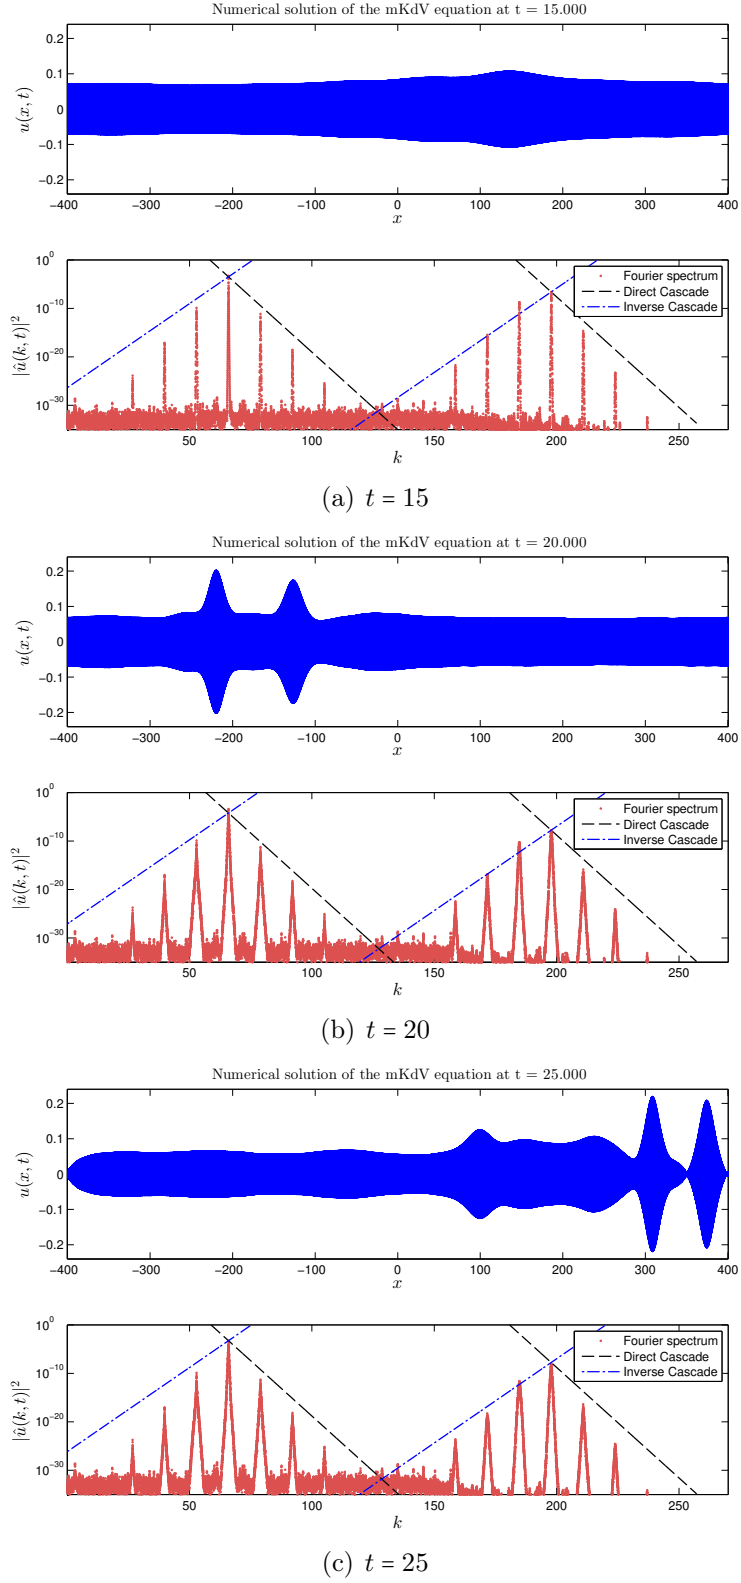 Numerical solution of the mKdV equation at t = 15.000
u(x, t)
0.2
0.1
0
−0.1
−0.2
−400 −300 −200 −100 0 100 200 300 400
x
|û(k, t)|²
10⁰
10⁻¹⁰
10⁻²⁰
10⁻³⁰
Fourier spectrum
Direct Cascade
Inverse Cascade
50 100 150 200 250
k
(a) t = 15
Numerical solution of the mKdV equation at t = 20.000
u(x, t)
0.2
0.1
0
−0.1
−0.2
−400 −300 −200 −100 0 100 200 300 400
x
|û(k, t)|²
10⁰
10⁻¹⁰
10⁻²⁰
10⁻³⁰
Fourier spectrum
Direct Cascade
Inverse Cascade
50 100 150 200 250
k
(b) t = 20
Numerical solution of the mKdV equation at t = 25.000
u(x, t)
0.2
0.1
0
−0.1
−0.2
−400 −300 −200 −100 0 100 200 300 400
x
|û(k, t)|²
10⁰
10⁻¹⁰
10⁻²⁰
10⁻³⁰
Fourier spectrum
Direct Cascade
Inverse Cascade
50 100 150 200 250
k
(c) t = 25